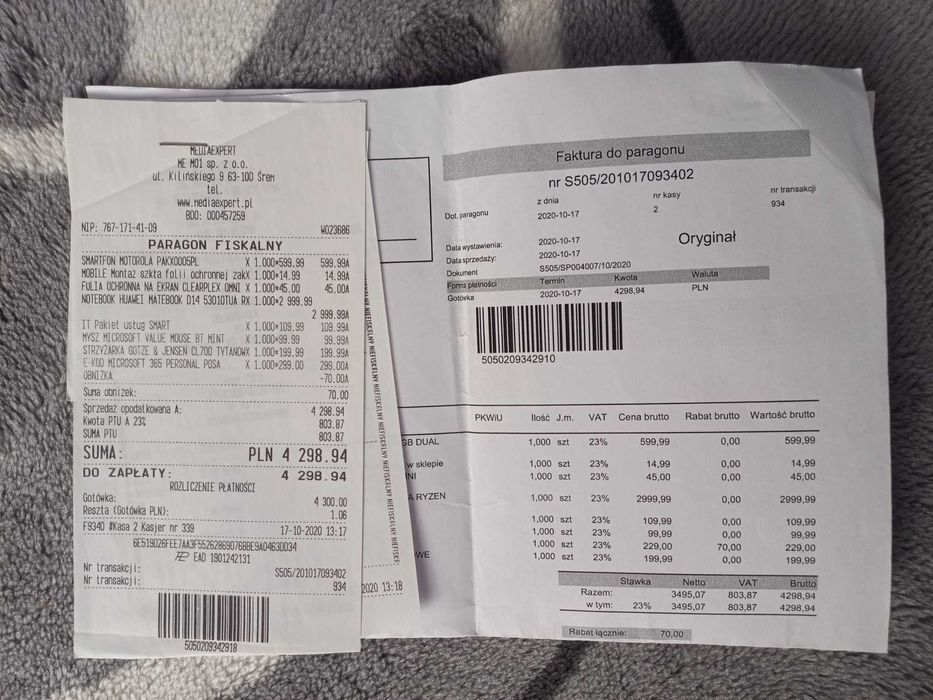 MEDIAEXPERT
ME M01 sp. z o.o.
ul. Kilińskiego 9 63-100 Śrem
tel.
www.mediaexpert.pl
BDO: 000457259
NIP: 767-171-41-09 W023686
PARAGON FISKALNY
SMARTFON MOTOROLA PAKX0005PL X 1.000*599.99 599.99A
MOBILE Montaż szkła folii ochronnej zakX 1.000*14.99 14.99A
FOLIA OCHRONNA NA EKRAN CLEARPLEX OMNI X 1.000*45.00 45.00A
NOTEBOOK HUAWEI MATEBOOK D14 53010TUA RX 1.000*2 999.99
2 999.99A
IT Pakiet usług SMART X 1.000*109.99 109.99A
MYSZ MICROSOFT VALUE MOUSE BT MINT X 1.000*99.99 99.99A
STRZYŻARKA GOTZE & JENSEN CL700 TYTANOWX 1.000*199.99 199.99A
E-KOD MICROSOFT 365 PERSONAL POSA X 1.000*299.00 299.00A
OBNIŻKA -70.00A
Suma obniżek: 70.00
Sprzedaż opodatkowana A: 4 298.94
Kwota PTU A 23% 803.87
SUMA PTU 803.87
SUMA: PLN 4 298.94
DO ZAPŁATY: 4 298.94
ROZLICZENIE PŁATNOŚCI
Gotówka: 4 300.00
Reszta (Gotówka PLN): 1.06
F9340 #Kasa 2 Kasjer nr 339 17-10-2020 13:17
6E519D26FEE7AA3F55262869076BBE9A0463DD34
EAD 1901242131
Nr transakcji: S505/201017093402
Nr transakcji: 934
5050209342918
NIEFISKALNY NIEFISKALNY NIEFISKALNY NIEFISKALNY NIEFISKALNY
2020 13:18
Faktura do paragonu
nr S505/201017093402
z dnia nr kasy nr transakcji
Dot. paragonu 2020-10-17 2 934
Data wystawienia: 2020-10-17 Oryginał
Data sprzedaży: 2020-10-17
Dokument S505/SP004007/10/2020
Forma płatności Termin Kwota Waluta
Gotówka 2020-10-17 4298,94 PLN
5050209342910
PKWiU Ilość J.m. VAT Cena brutto Rabat brutto Wartość brutto
GB DUAL 1,000 szt 23% 599,99 0,00 599,99
w sklepie 1,000 szt 23% 14,99 0,00 14,99
NI 1,000 szt 23% 45,00 0,00 45,00
A RYZEN 1,000 szt 23% 2999,99 0,00 2999,99
1,000 szt 23% 109,99 0,00 109,99
1,000 szt 23% 99,99 0,00 99,99
1,000 szt 23% 229,00 70,00 229,00
OWE 1,000 szt 23% 199,99 0,00 199,99
Stawka Netto VAT Brutto
Razem: 3495,07 803,87 4298,94
w tym: 23% 3495,07 803,87 4298,94
Rabat łącznie: 70,00